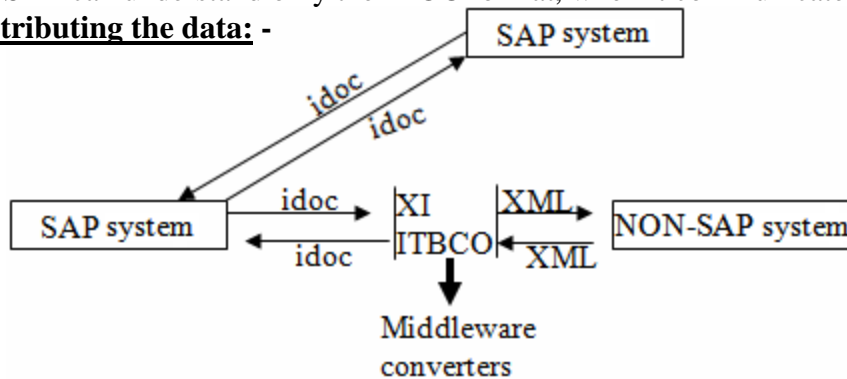 tributing the data: -
SAP system
idoc
idoc
SAP system
idoc
idoc
XI
ITBCO
XML
XML
NON-SAP system
Middleware
converters